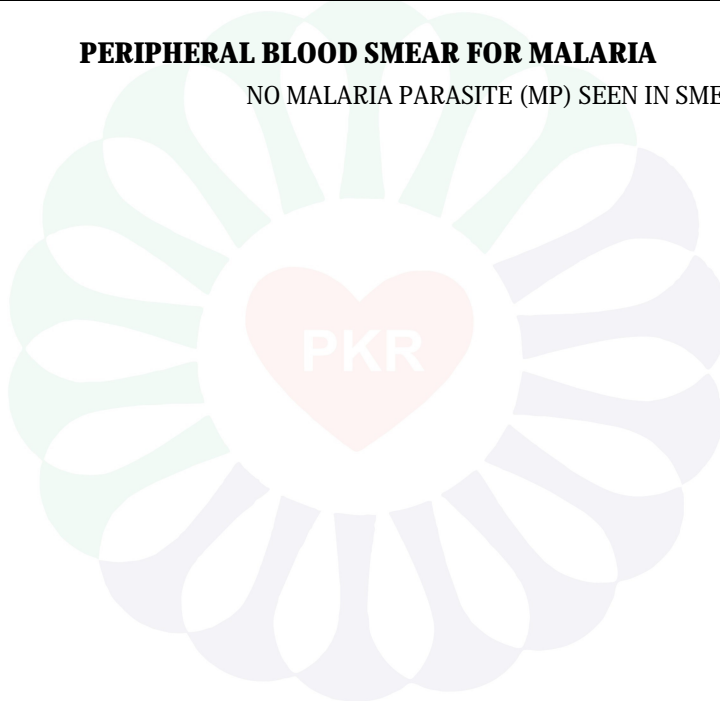 PERIPHERAL BLOOD SMEAR FOR MALARIA
NO MALARIA PARASITE (MP) SEEN IN SME
PKR